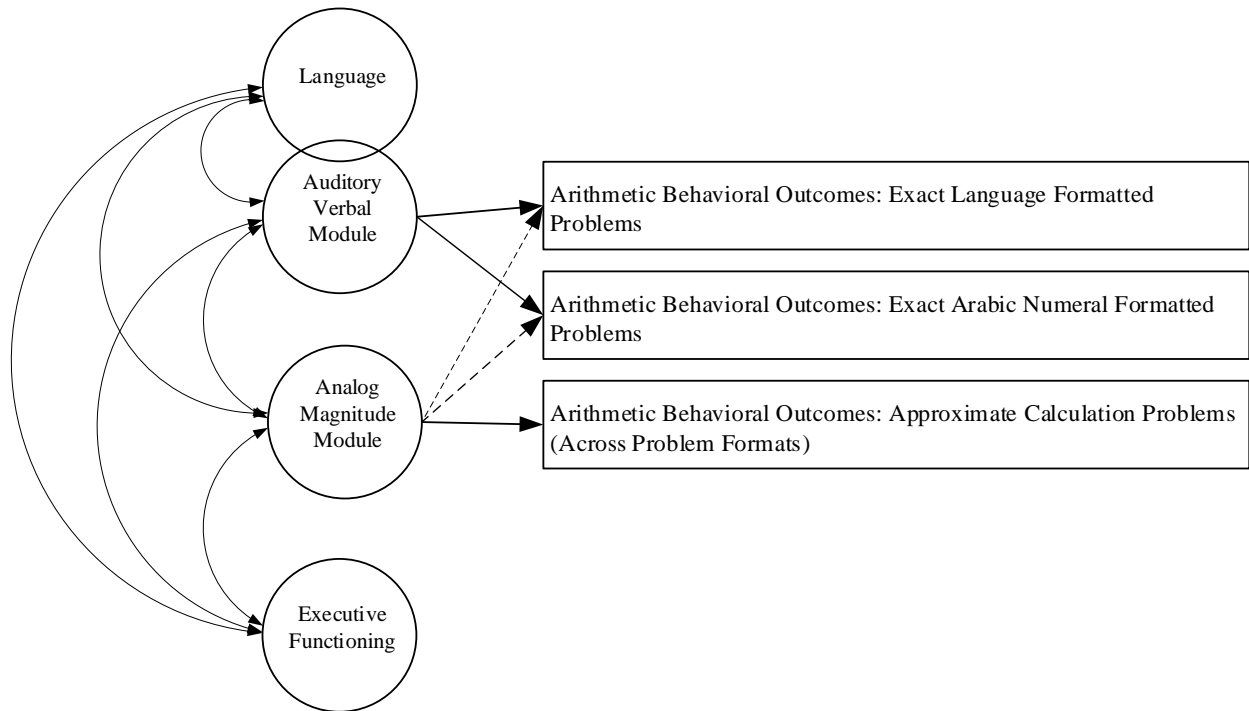 Language
Auditory
Verbal
Module
Arithmetic Behavioral Outcomes: Exact Language Formatted
Problems
Arithmetic Behavioral Outcomes: Exact Arabic Numeral Formatted
Problems
Analog
Magnitude
Module
Arithmetic Behavioral Outcomes: Approximate Calculation Problems
(Across Problem Formats)
Executive
Functioning